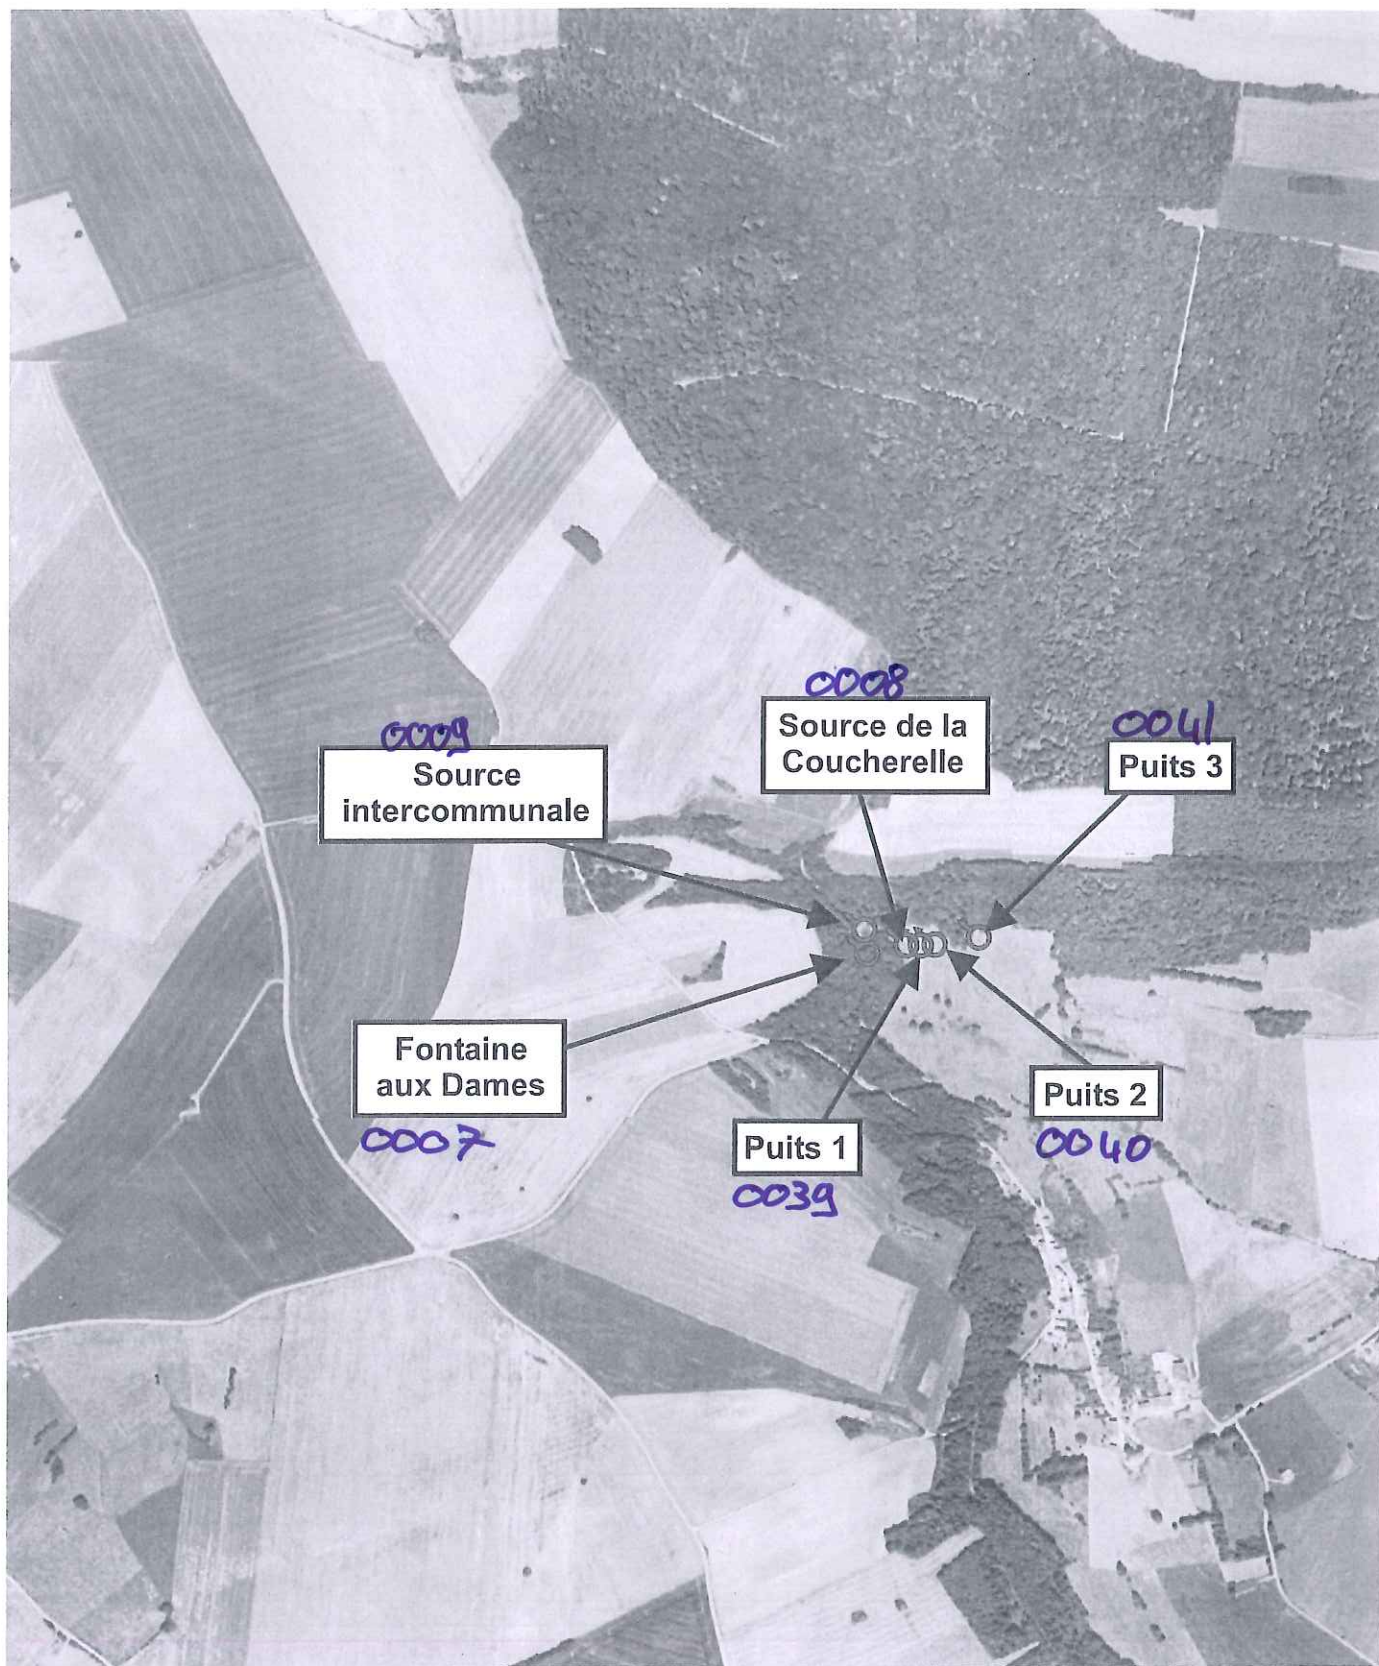 0008
Source de la
Coucherelle
0041
Puits 3
0009
Source
intercommunale
Fontaine
aux Dames
0007
Puits 1
0039
Puits 2
0040